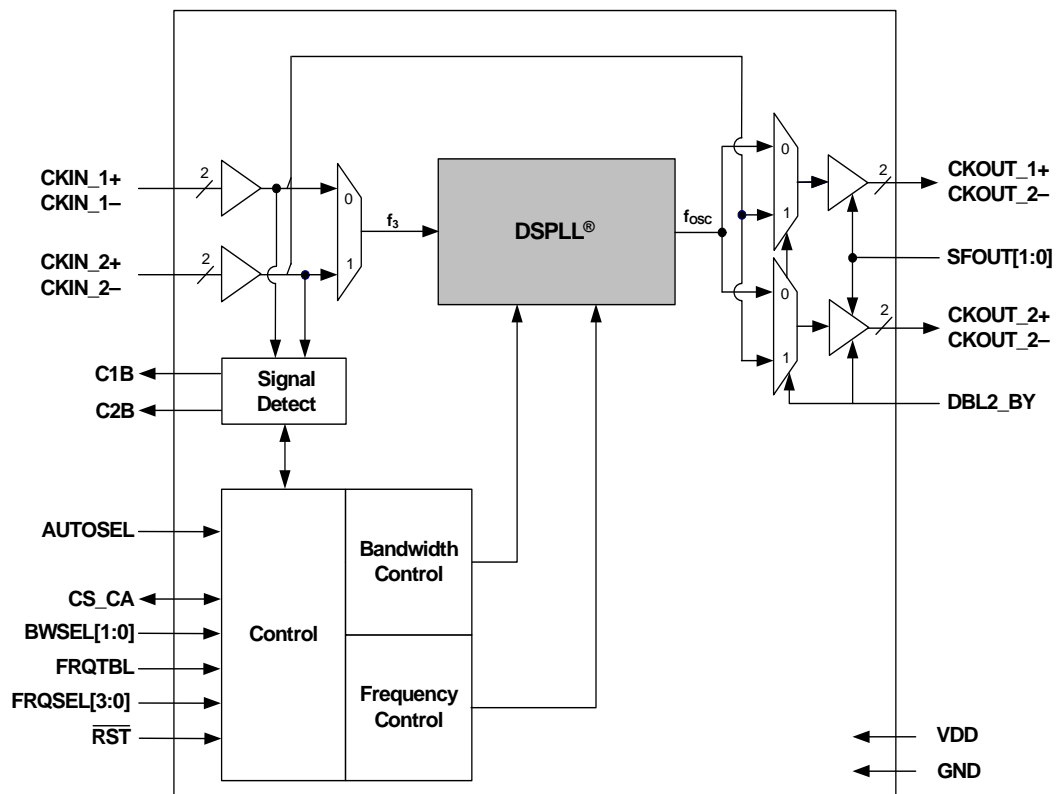 CKIN_1+
CKIN_1–
2
0
1
f3
DSPLL®
fOSC
0
1
2
CKOUT_1+
CKOUT_2–
SFOUT[1:0]
CKIN_2+
CKIN_2–
2
0
1
2
CKOUT_2+
CKOUT_2–
DBL2_BY
C1B
C2B
Signal
Detect
AUTOSEL
CS_CA
BWSEL[1:0]
FRQTBL
FRQSEL[3:0]
RST
Control
Bandwidth
Control
Frequency
Control
VDD
GND